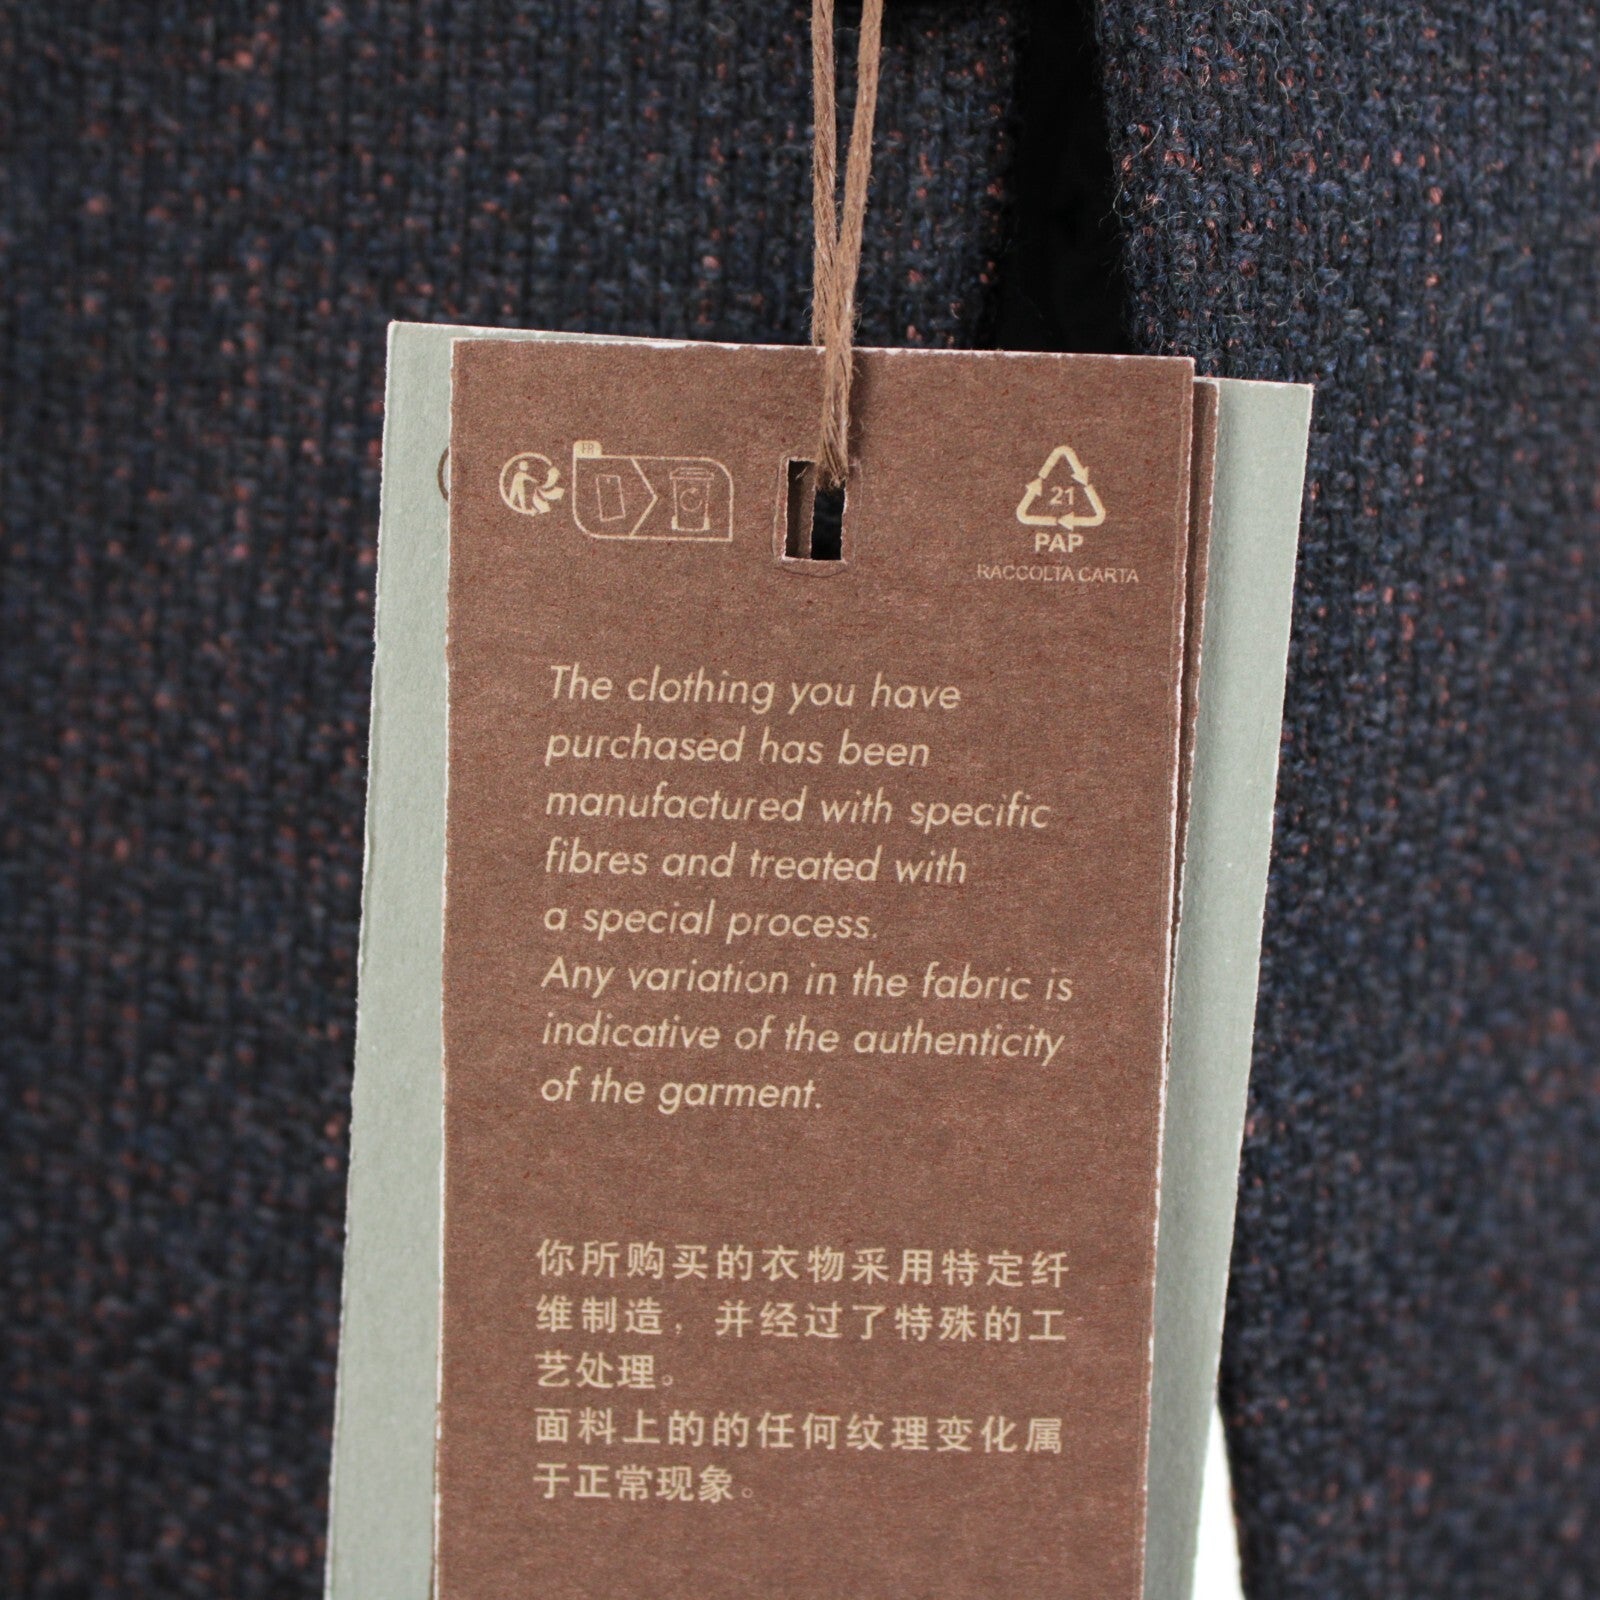 FR
21
PAP
RACCOLTA CARTA
The clothing you have
purchased has been
manufactured with specific
fibres and treated with
a special process.
Any variation in the fabric is
indicative of the authenticity
of the garment.
你所购买的衣物采用特定纤
维制造，并经过了特殊的工
艺处理。
面料上的的任何纹理变化属
于正常现象。